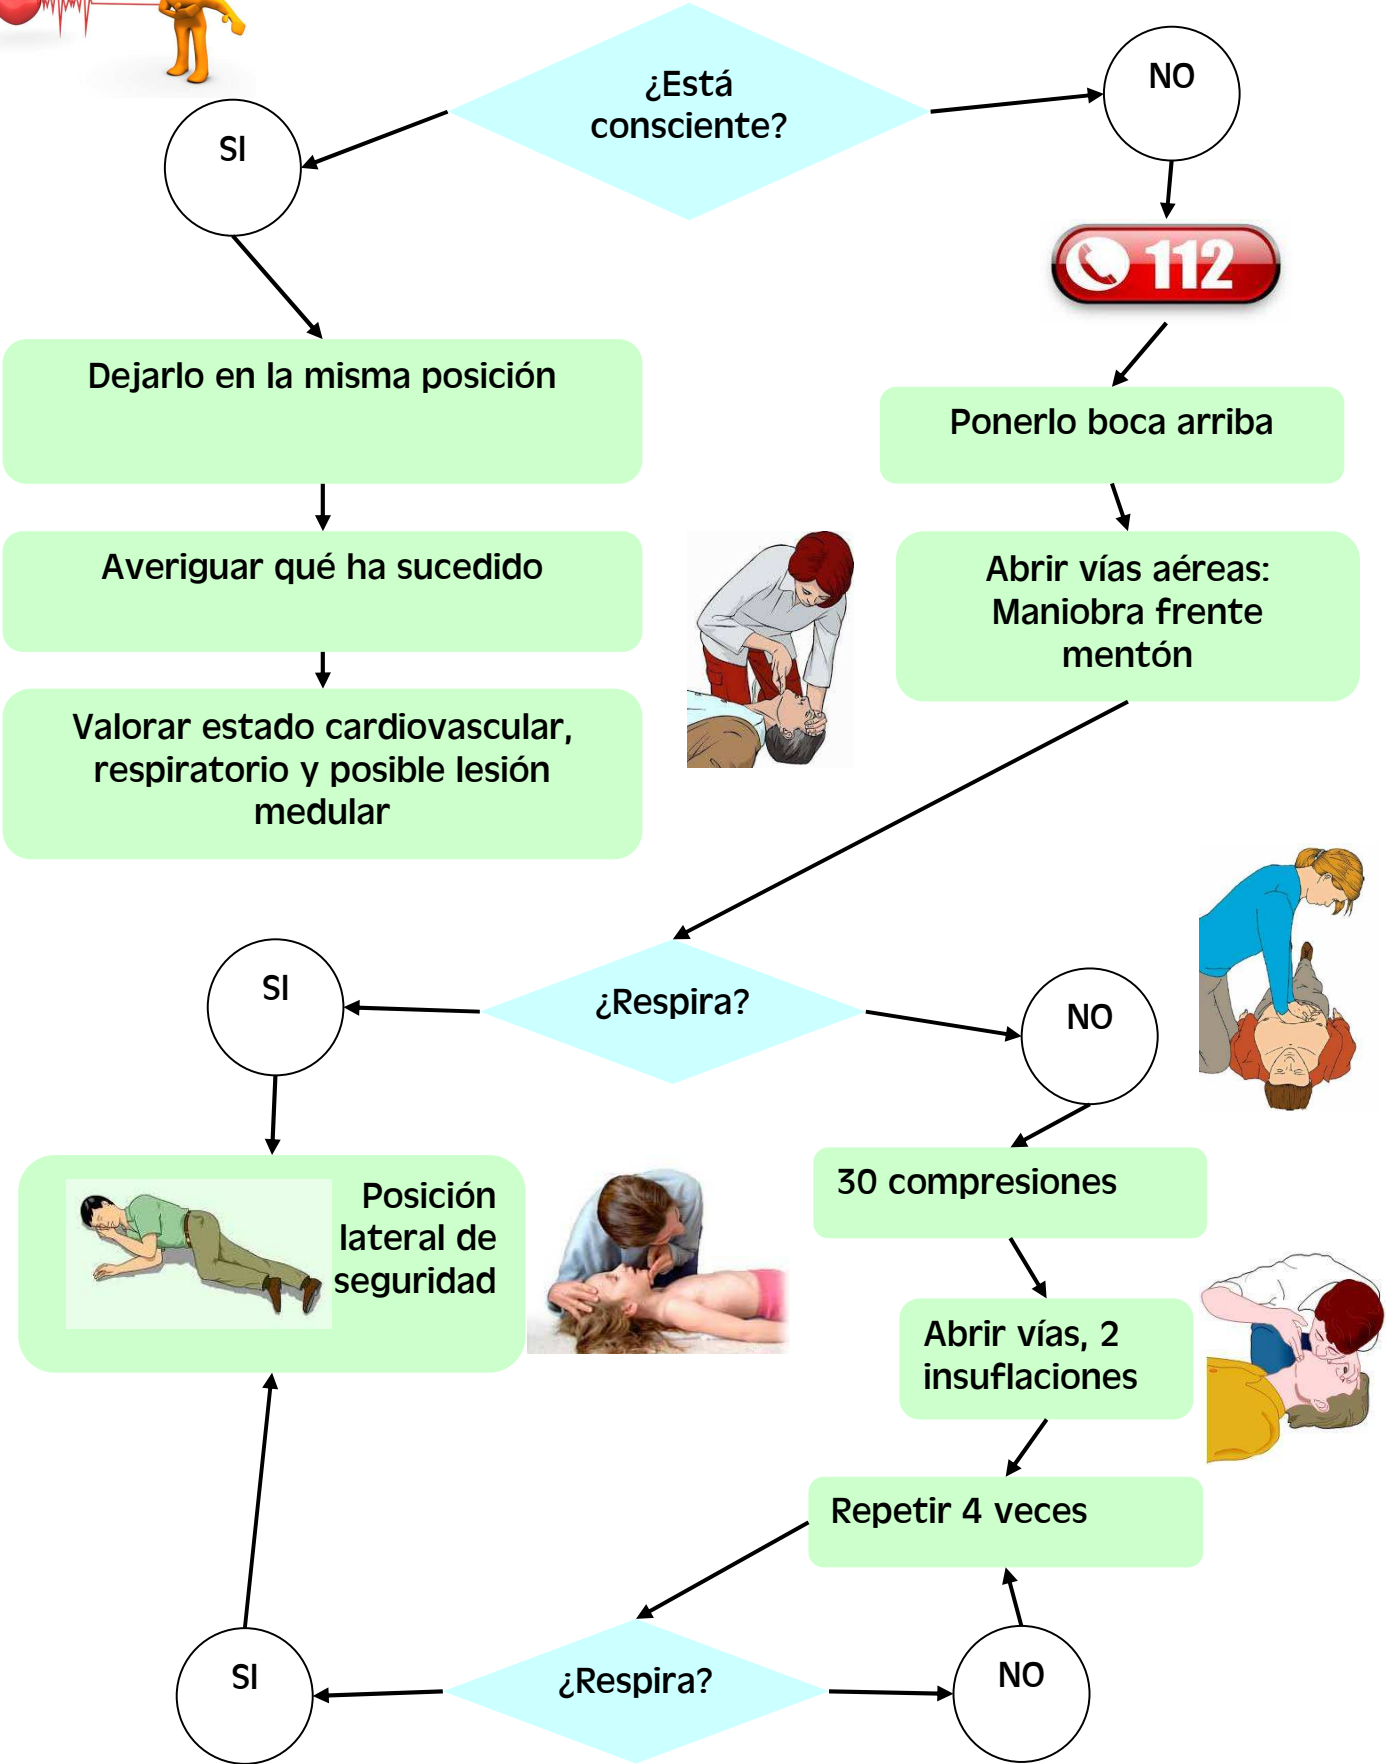 ¿Está
consciente?
NO
SI
112
Dejarlo en la misma posición
Ponerlo boca arriba
Averiguar qué ha sucedido
Abrir vías aéreas:
Maniobra frente
mentón
Valorar estado cardiovascular,
respiratorio y posible lesión
medular
SI
¿Respira?
NO
Posición
lateral de
seguridad
30 compresiones
Abrir vías, 2
insuflaciones
Repetir 4 veces
SI
¿Respira?
NO